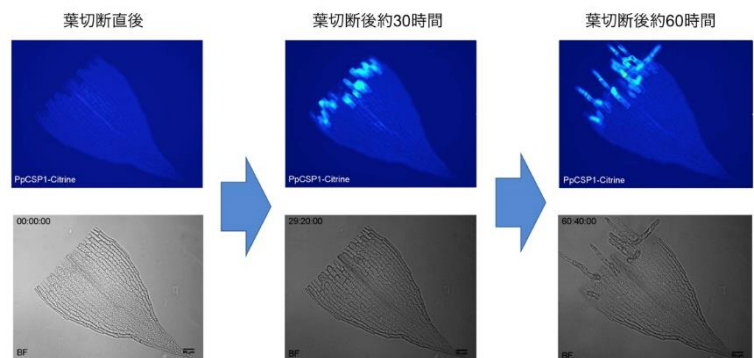 葉切断直後
葉切断後約30時間
葉切断後約60時間
PpCSP1-Citrine
PpCSP1-Citrine
PpCSP1-Citrine
00:00:00
29:20:00
60:40:00
BF
BF
BF